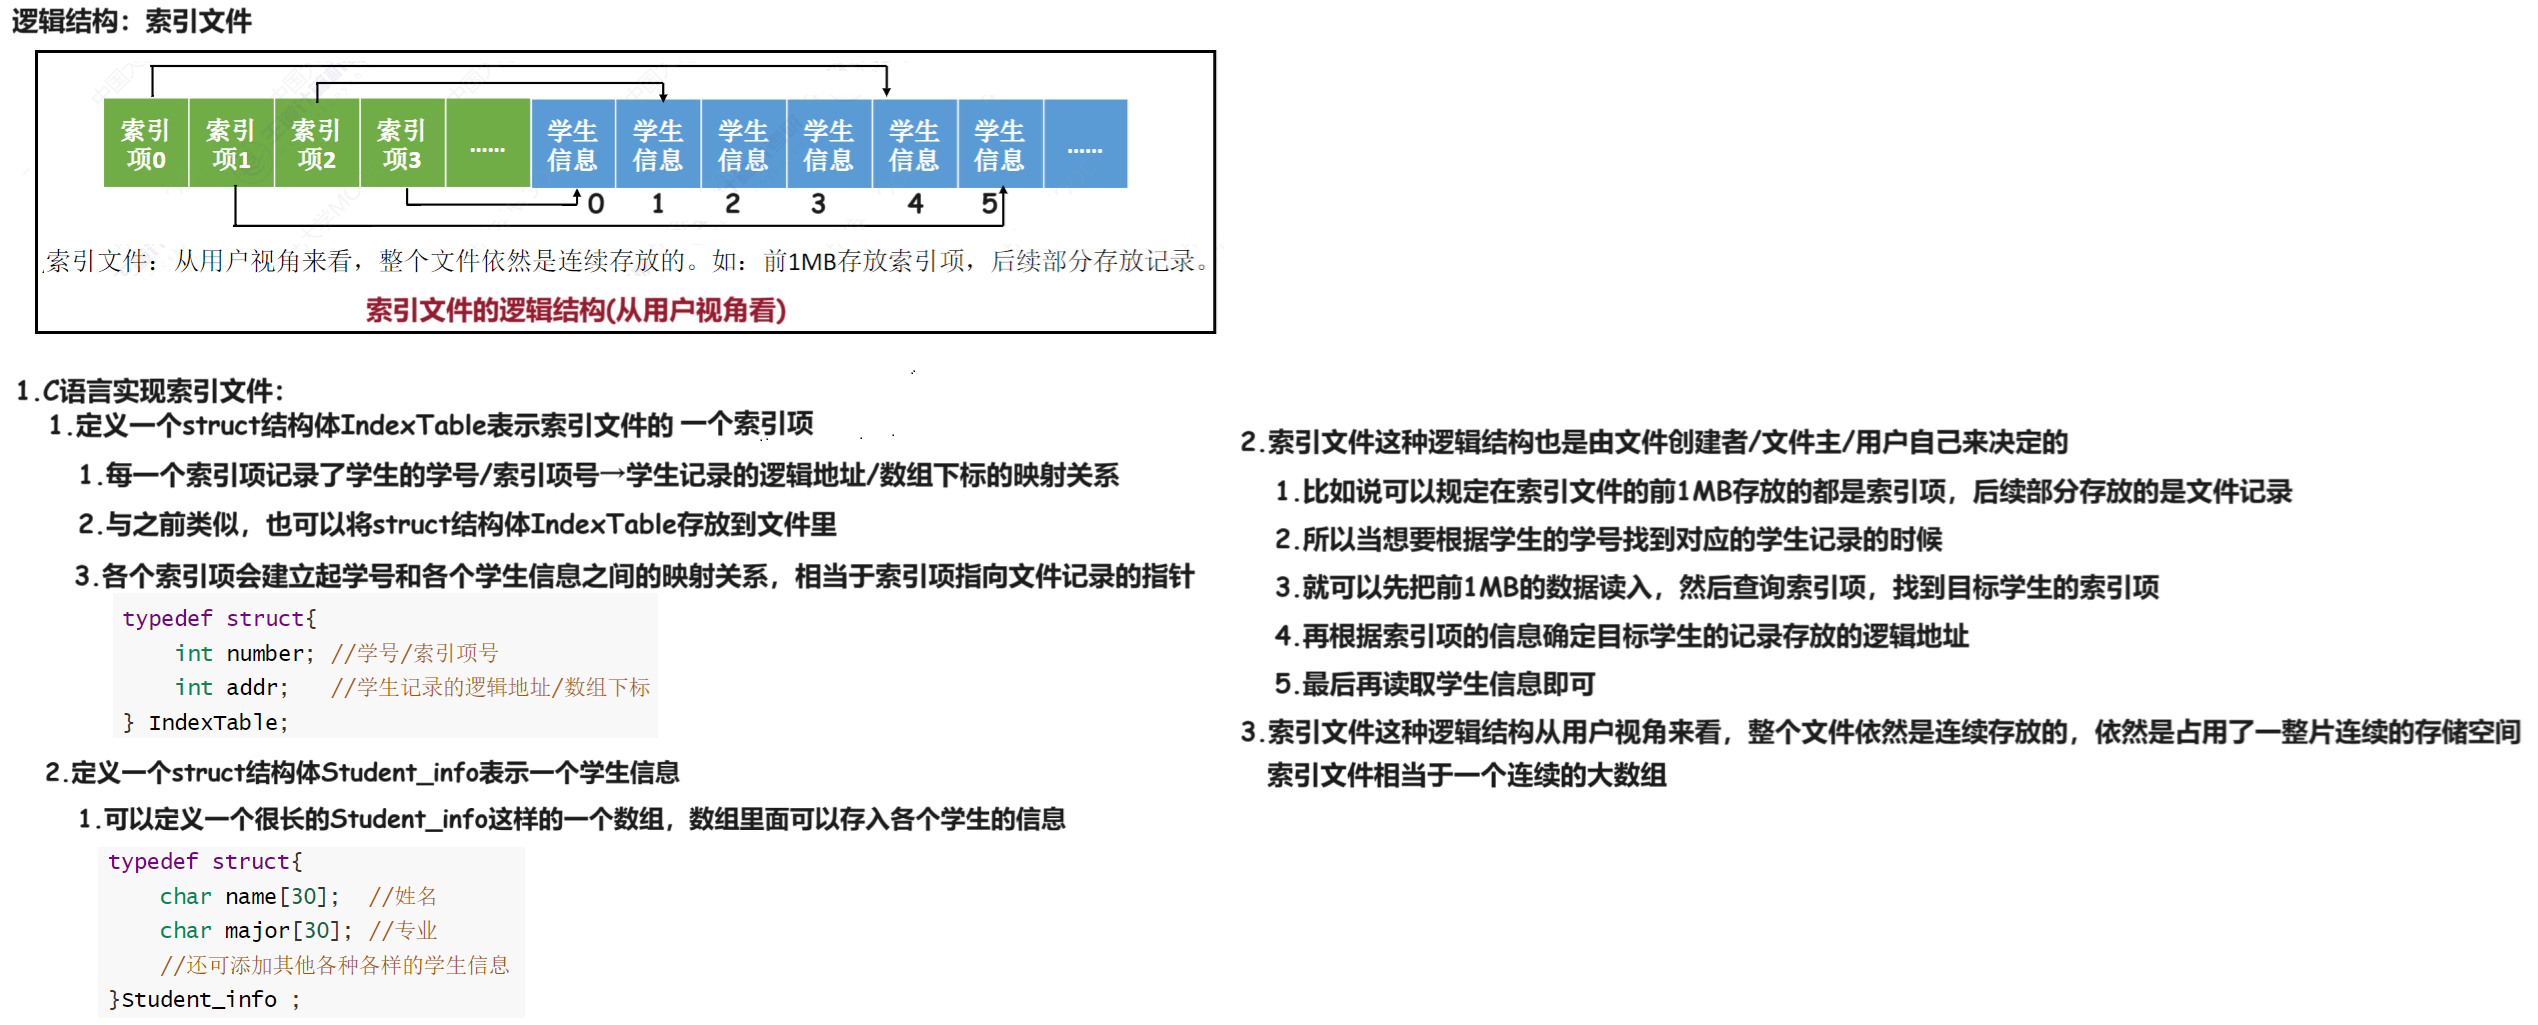 逻辑结构：索引文件
索引项0 索引项1 索引项2 索引项3 …… 学生信息 学生信息 学生信息 学生信息 学生信息 学生信息 ……
0 1 2 3 4 5
索引文件：从用户视角来看，整个文件依然是连续存放的。如：前1MB存放索引项，后续部分存放记录。
索引文件的逻辑结构(从用户视角看)
1.C语言实现索引文件：
1.定义一个struct结构体IndexTable表示索引文件的 一个索引项
1.每一个索引项记录了学生的学号/索引项号→学生记录的逻辑地址/数组下标的映射关系
2.与之前类似，也可以将struct结构体IndexTable存放到文件里
3.各个索引项会建立起学号和各个学生信息之间的映射关系，相当于索引项指向文件记录的指针
typedef struct{
int number; //学号/索引项号
int addr; //学生记录的逻辑地址/数组下标
} IndexTable;
2.定义一个struct结构体Student_info表示一个学生信息
1.可以定义一个很长的Student_info这样的一个数组，数组里面可以存入各个学生的信息
typedef struct{
char name[30]; //姓名
char major[30]; //专业
//还可添加其他各种各样的学生信息
}Student_info ;
2.索引文件这种逻辑结构也是由文件创建者/文件主/用户自己来决定的
1.比如说可以规定在索引文件的前1MB存放的都是索引项，后续部分存放的是文件记录
2.所以当想要根据学生的学号找到对应的学生记录的时候
3.就可以先把前1MB的数据读入，然后查询索引项，找到目标学生的索引项
4.再根据索引项的信息确定目标学生的记录存放的逻辑地址
5.最后再读取学生信息即可
3.索引文件这种逻辑结构从用户视角来看，整个文件依然是连续存放的，依然是占用了一整片连续的存储空间
索引文件相当于一个连续的大数组